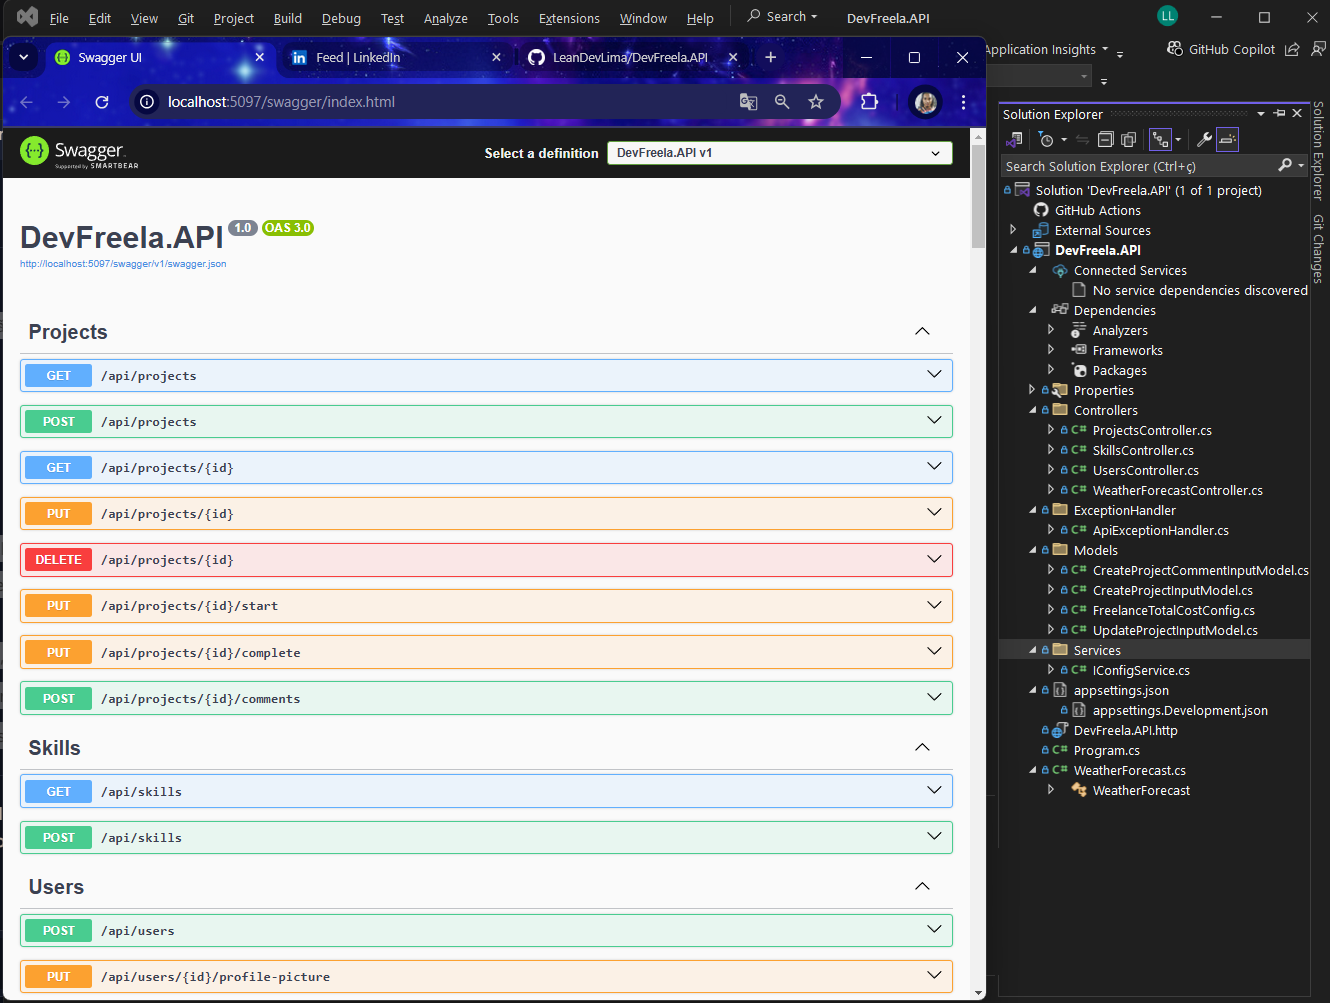 File Edit View Git Project Build Debug Test Analyze Tools Extensions Window Help Search DevFreela.API LL
Swagger UI
Feed | LinkedIn
LeanDevLima/DevFreela.API
localhost:5097/swagger/index.html
Swagger
Supported by SMARTBEAR
Select a definition
DevFreela.API v1
DevFreela.API 1.0 OAS 3.0
http://localhost:5097/swagger/v1/swagger.json
Projects
GET /api/projects
POST /api/projects
GET /api/projects/{id}
PUT /api/projects/{id}
DELETE /api/projects/{id}
PUT /api/projects/{id}/start
PUT /api/projects/{id}/complete
POST /api/projects/{id}/comments
Skills
GET /api/skills
POST /api/skills
Users
POST /api/users
PUT /api/users/{id}/profile-picture
Application Insights
GitHub Copilot
Solution Explorer
Search Solution Explorer (Ctrl+ç)
Solution 'DevFreela.API' (1 of 1 project)
GitHub Actions
External Sources
DevFreela.API
Connected Services
No service dependencies discovered
Dependencies
Analyzers
Frameworks
Packages
Properties
Controllers
C# ProjectsController.cs
C# SkillsController.cs
C# UsersController.cs
C# WeatherForecastController.cs
ExceptionHandler
C# ApiExceptionHandler.cs
Models
C# CreateProjectCommentInputModel.cs
C# CreateProjectInputModel.cs
C# FreelanceTotalCostConfig.cs
C# UpdateProjectInputModel.cs
Services
C# IConfigService.cs
appsettings.json
appsettings.Development.json
DevFreela.API.http
C# Program.cs
C# WeatherForecast.cs
WeatherForecast
Solution Explorer
Git Changes